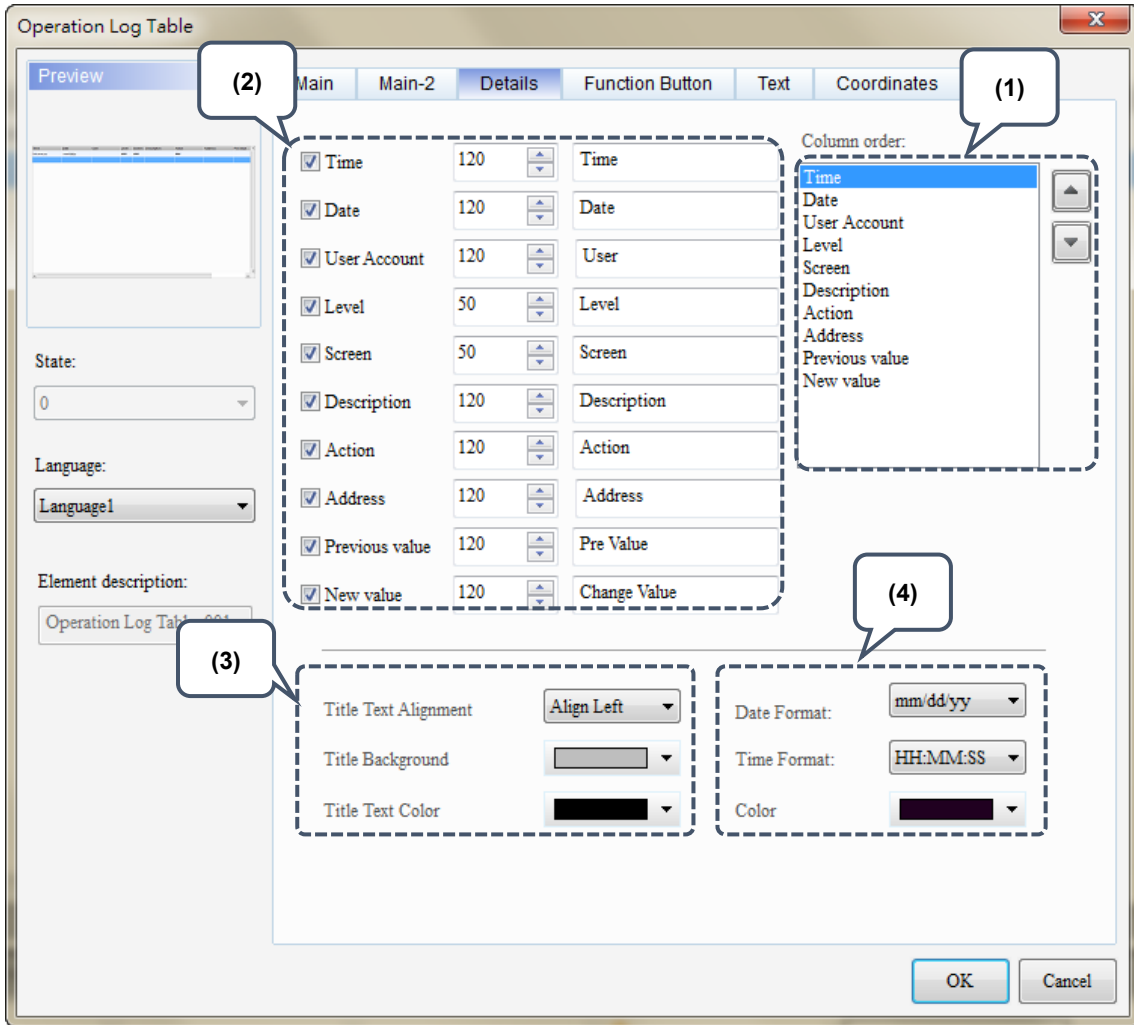 Operation Log Table
x
Preview
(2)
Main Main-2 Details Function Button Text Coordinates
(1)
Time 120 Time
Date 120 Date
User Account 120 User
Level 50 Level
Screen 50 Screen
Description 120 Description
Action 120 Action
Address 120 Address
Previous value 120 Pre Value
New value 120 Change Value
Column order:
Time
Date
User Account
Level
Screen
Description
Action
Address
Previous value
New value
State:
0
Language:
Language1
Element description:
Operation Log
(3)
(4)
Title Text Alignment Align Left
Title Background
Title Text Color
Date Format: mm/dd/yy
Time Format: HH:MM:SS
Color
OK Cancel